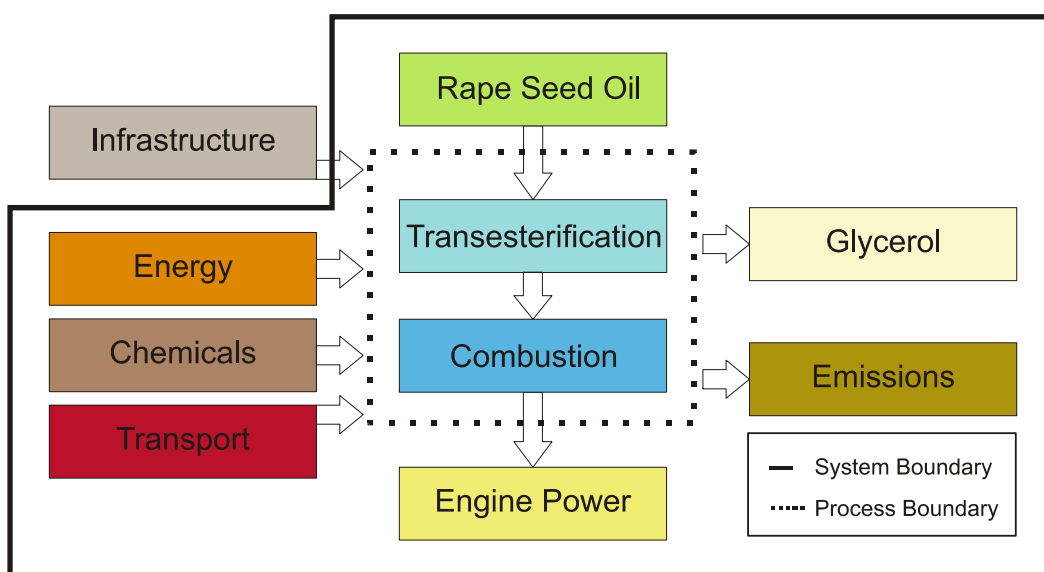 Rape Seed Oil
Infrastructure
Transesterification
Glycerol
Energy
Chemicals
Combustion
Emissions
Transport
Engine Power
System Boundary
Process Boundary